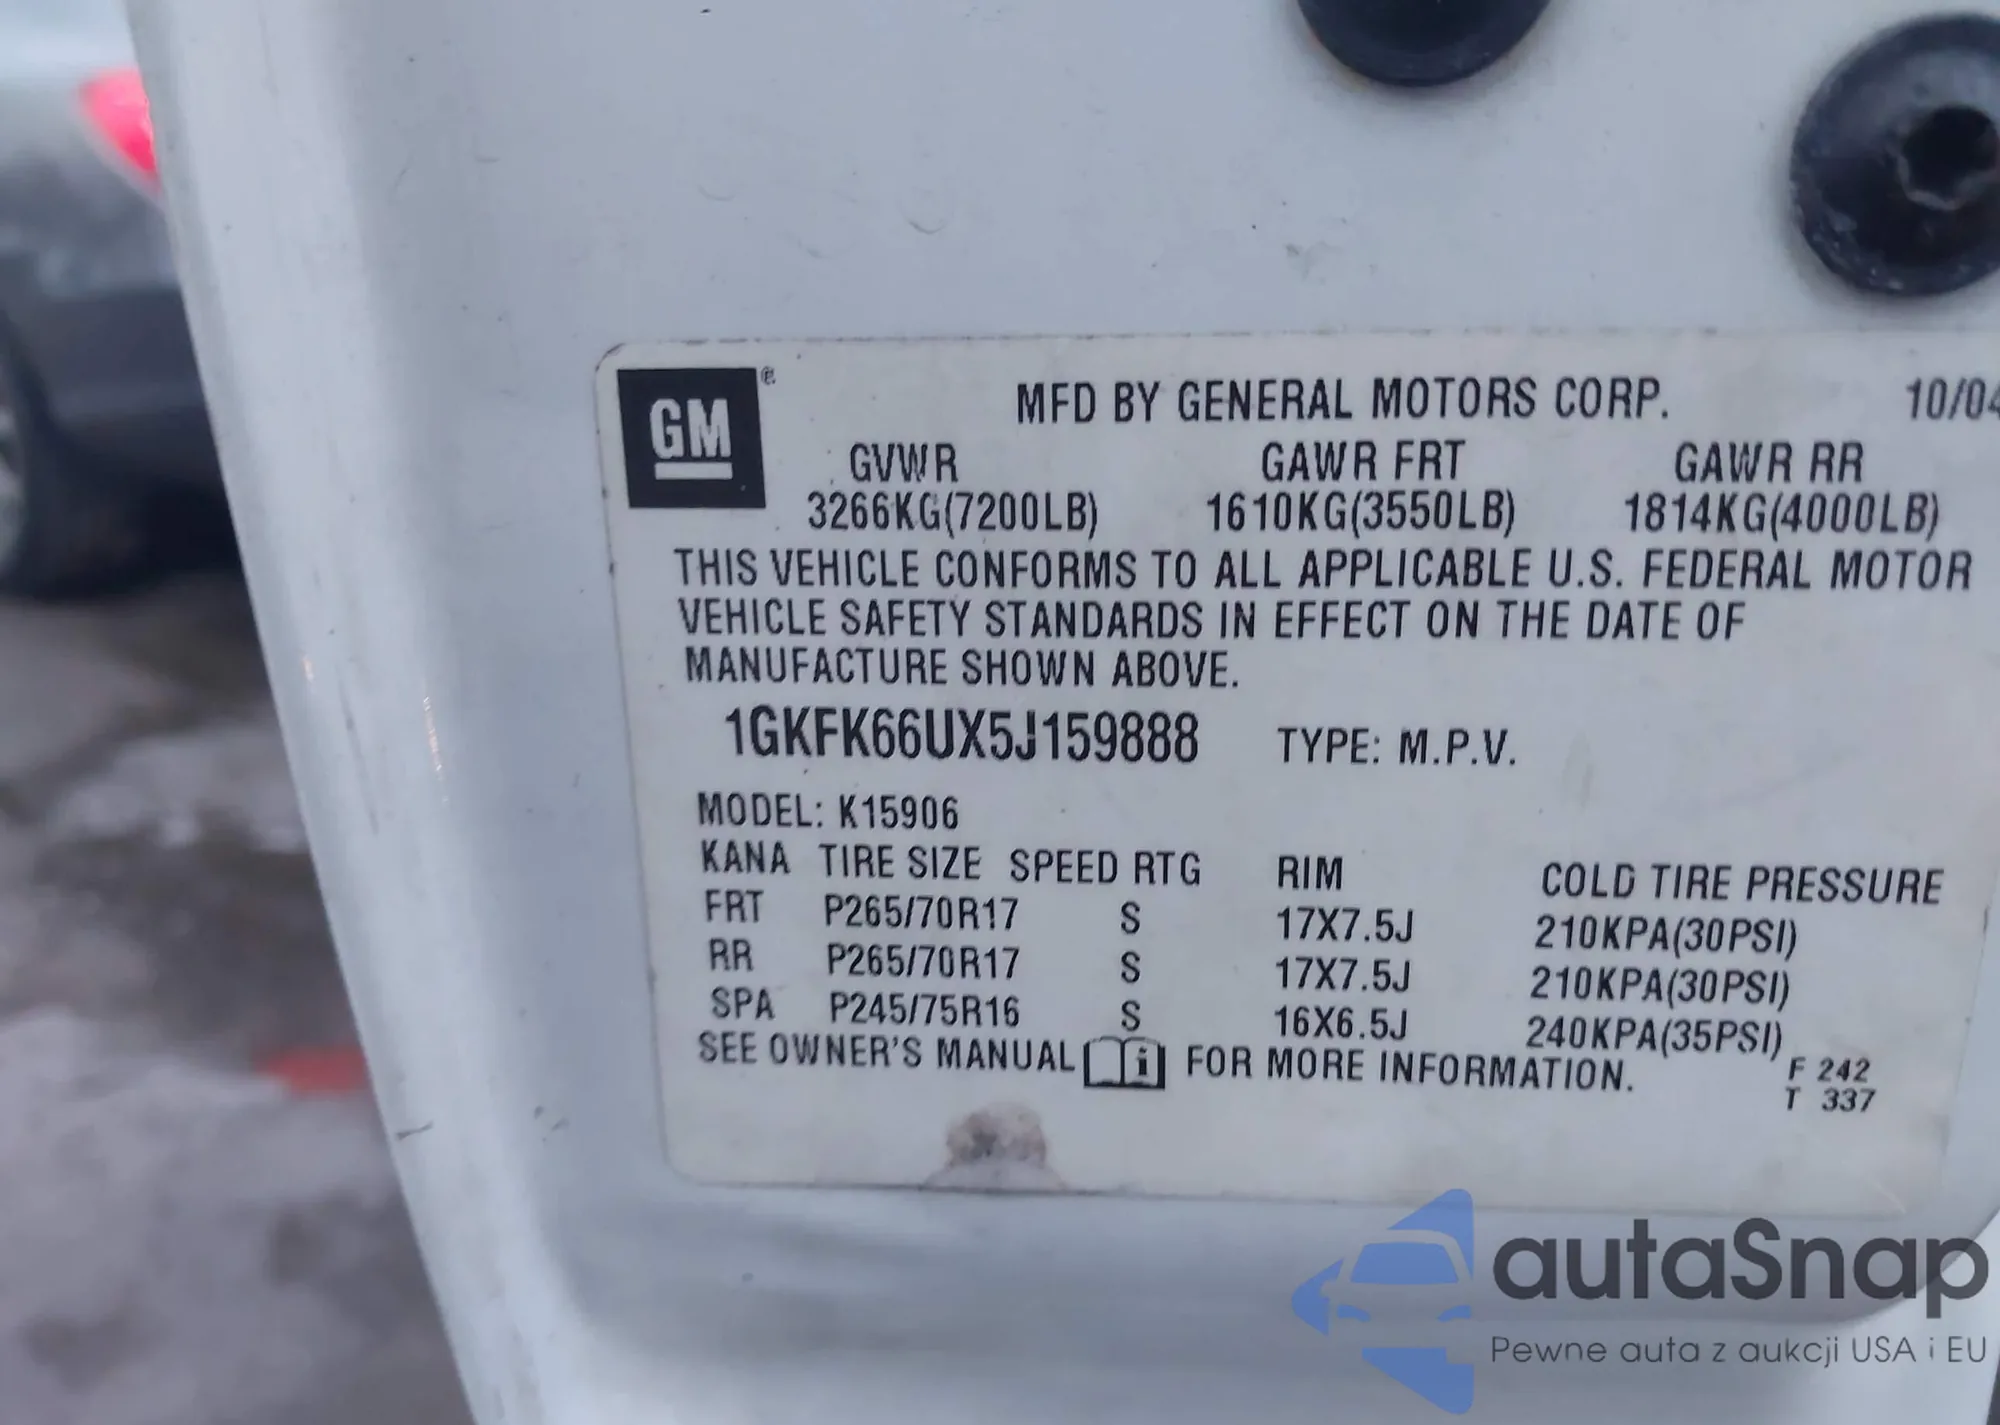 GM ®
MFD BY GENERAL MOTORS CORP. 10/04
GVWR GAWR FRT GAWR RR
3266KG(7200LB) 1610KG(3550LB) 1814KG(4000LB)
THIS VEHICLE CONFORMS TO ALL APPLICABLE U.S. FEDERAL MOTOR
VEHICLE SAFETY STANDARDS IN EFFECT ON THE DATE OF
MANUFACTURE SHOWN ABOVE.
1GKFK66UX5J159888 TYPE: M.P.V.
MODEL: K15906
KANA TIRE SIZE SPEED RTG RIM COLD TIRE PRESSURE
FRT P265/70R17 S 17X7.5J 210KPA(30PSI)
RR P265/70R17 S 17X7.5J 210KPA(30PSI)
SPA P245/75R16 S 16X6.5J 240KPA(35PSI)
SEE OWNER'S MANUAL i FOR MORE INFORMATION.
F 242
T 337
autaSnap
Pewne auta z aukcji USA i EU